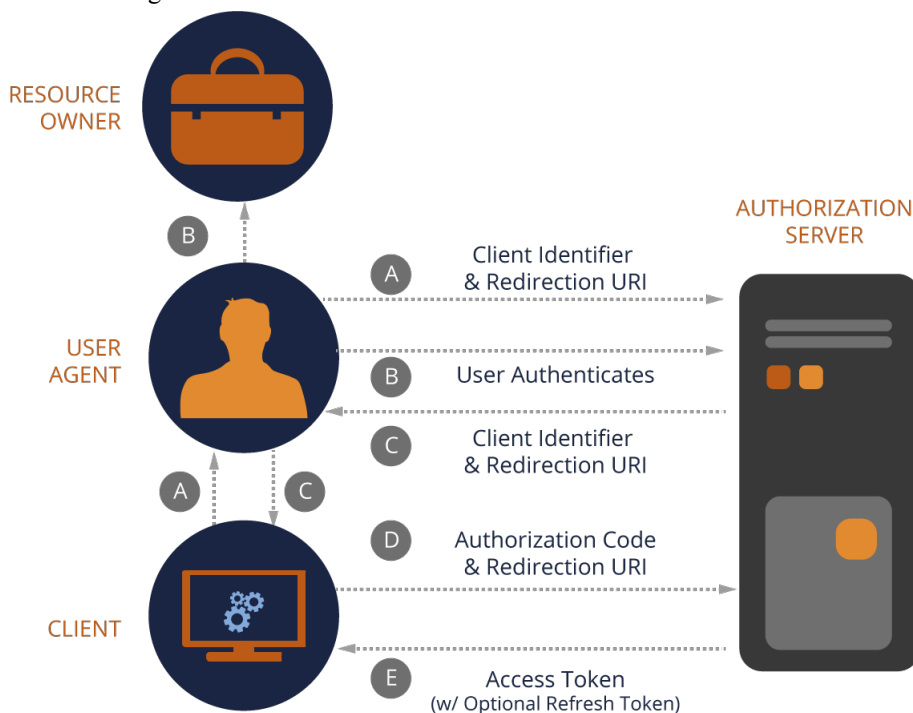 RESOURCE
OWNER
B
AUTHORIZATION
SERVER
A
Client Identifier
& Redirection URI
USER
AGENT
B
User Authenticates
C
Client Identifier
& Redirection URI
A
C
D
Authorization Code
& Redirection URI
CLIENT
E
Access Token
(w/ Optional Refresh Token)